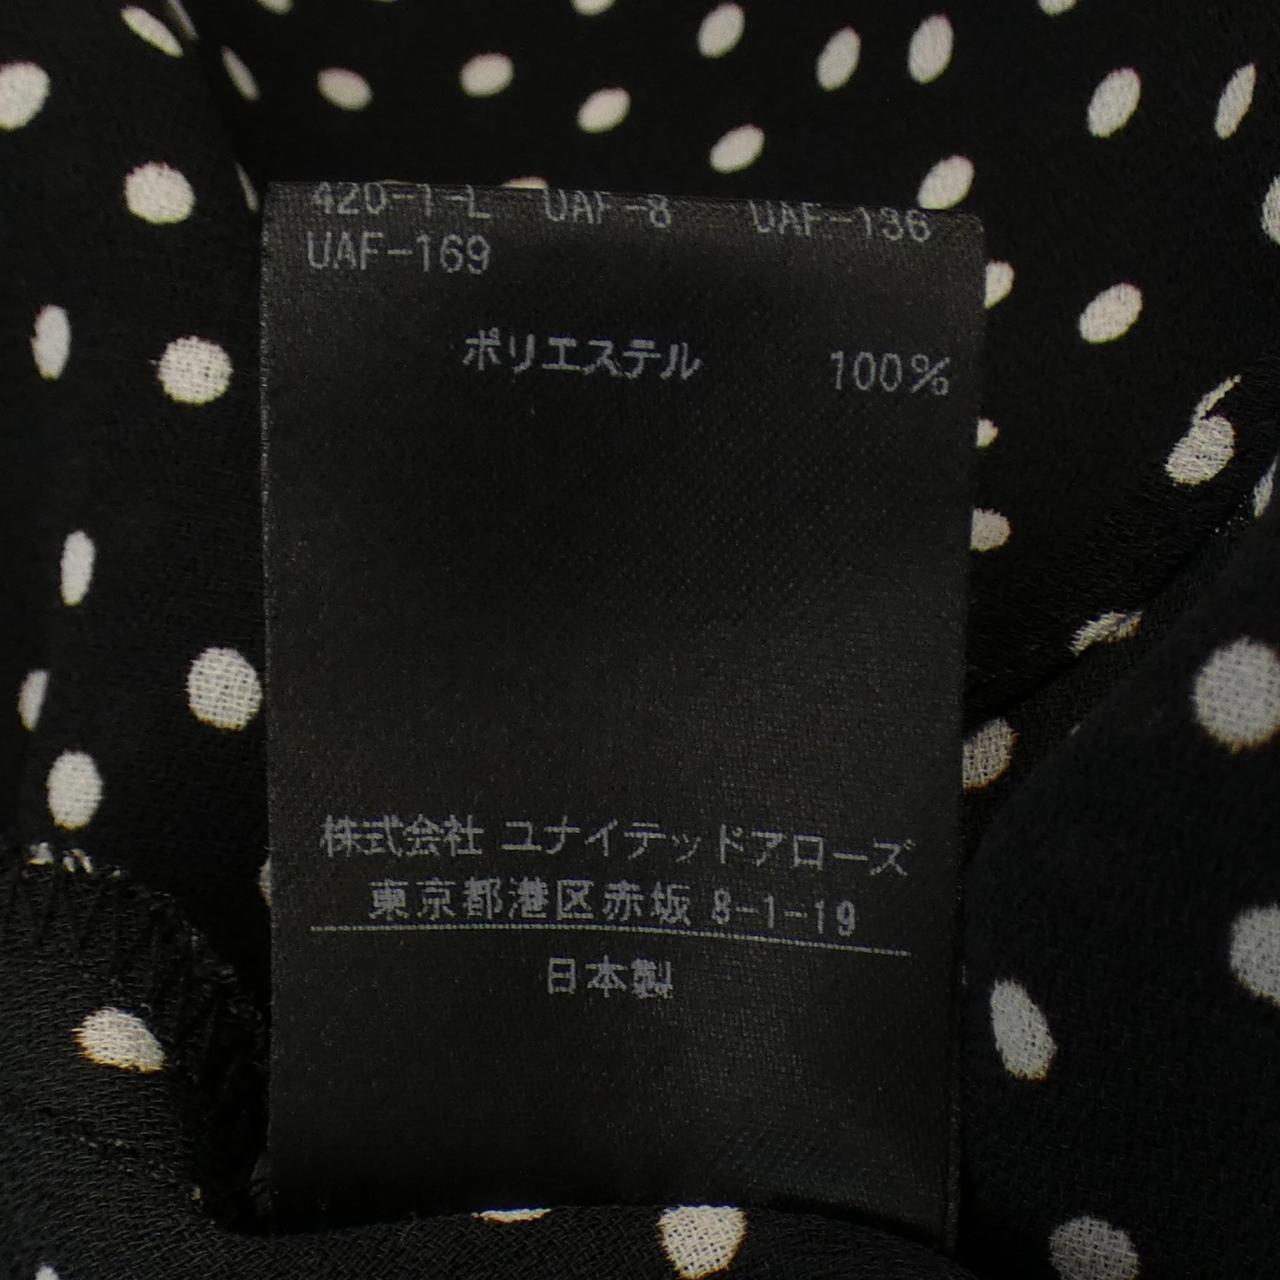 420-1-L UAF-8 UAF-136
UAF-169
ポリエステル 100%
株式会社 ユナイテッドアローズ
東京都港区赤坂 8-1-19
日本製